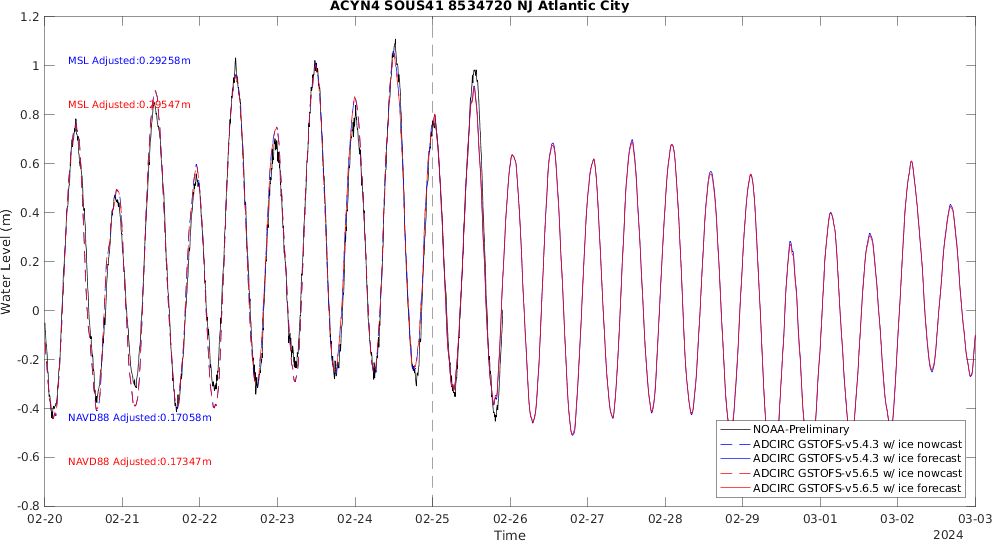 ACYN4 SOUS41 8534720 NJ Atlantic City
1.2
1
0.8
0.6
0.4
0.2
0
-0.2
-0.4
-0.6
-0.8
Water Level (m)
MSL Adjusted:0.29258m
MSL Adjusted:0.29547m
NAVD88 Adjusted:0.17058m
NAVD88 Adjusted:0.17347m
NOAA-Preliminary
ADCIRC GSTOFS-v5.4.3 w/ ice nowcast
ADCIRC GSTOFS-v5.4.3 w/ ice forecast
ADCIRC GSTOFS-v5.6.5 w/ ice nowcast
ADCIRC GSTOFS-v5.6.5 w/ ice forecast
02-20 02-21 02-22 02-23 02-24 02-25 02-26 02-27 02-28 02-29 03-01 03-02 03-03
Time
2024